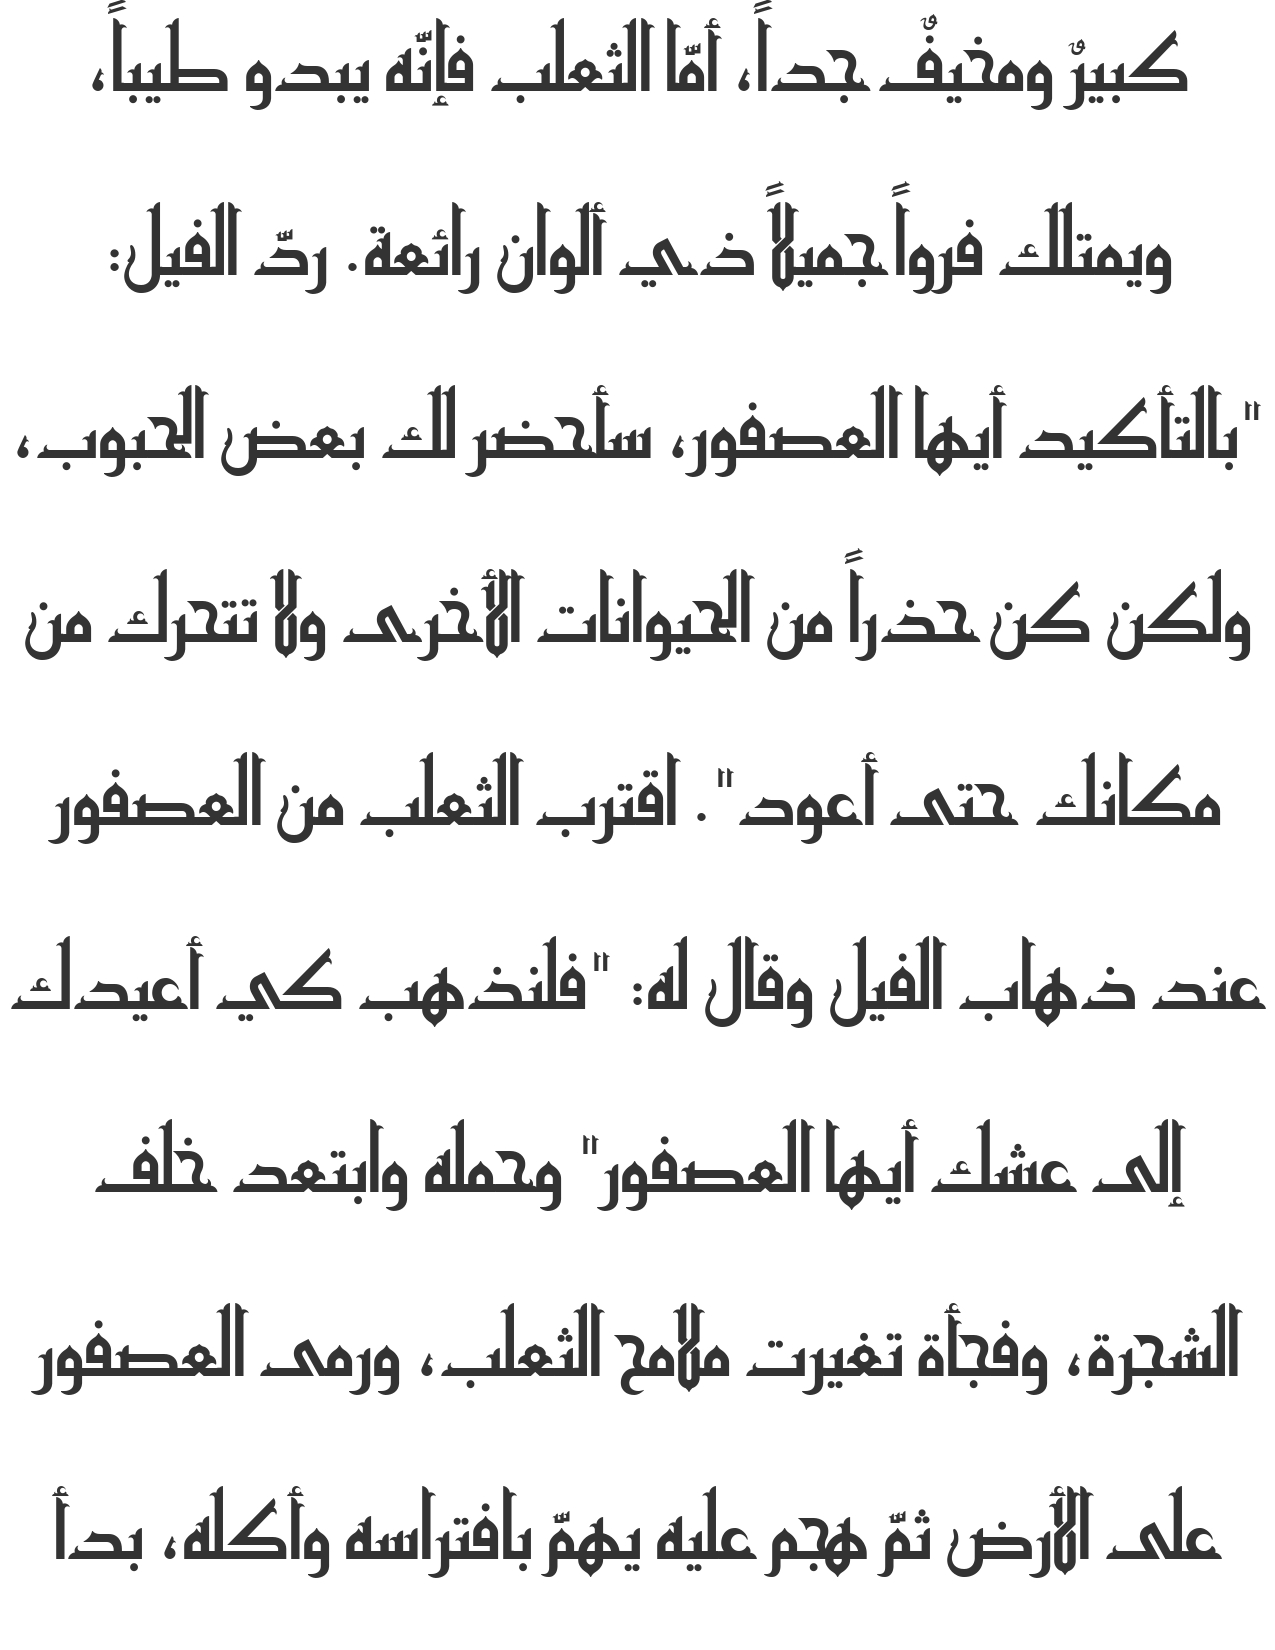 كبيرٌ ومخيفٌ جداً، أمّا الثعلب فإنّه يبدو طيباً،
ويمتلك فرواً جميلاً ذي ألوان رائعة. ردّ الفيل:
"بالتأكيد أيها العصفور، سأحضر لك بعض الحبوب،
ولكن كن حذراً من الحيوانات الأخرى ولا تتحرك من
مكانك حتى أعود". اقترب الثعلب من العصفور
عند ذهاب الفيل وقال له: "فلنذهب كي أعيدك
إلى عشك أيها العصفور" وحمله وابتعد خلف
الشجرة، وفجأة تغيرت ملامح الثعلب، ورمى العصفور
على الأرض ثمّ هجم عليه يهمّ بافتراسه وأكله، بدأ